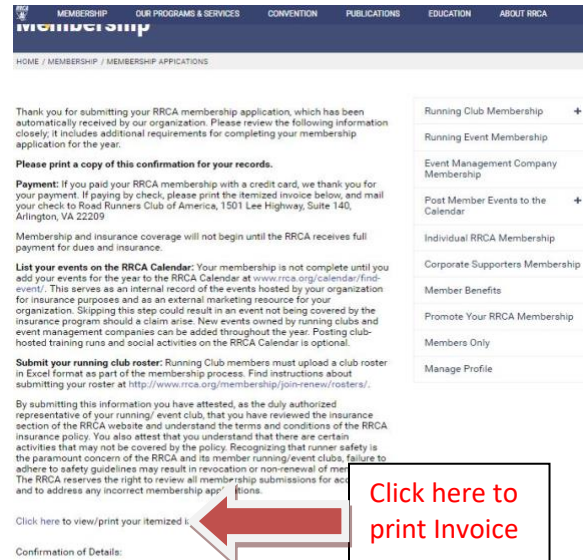 RRCA
MEMBERSHIP OUR PROGRAMS & SERVICES CONVENTION PUBLICATIONS EDUCATION ABOUT RRCA
Membership
HOME / MEMBERSHIP / MEMBERSHIP APPICATIONS
Thank you for submitting your RRCA membership application, which has been
automatically received by our organization. Please review the following information
closely; it includes additional requirements for completing your membership
application for the year.
Please print a copy of this confirmation for your records.
Payment: If you paid your RRCA membership with a credit card, we thank you for
your payment. If paying by check, please print the itemized invoice below, and mail
your check to Road Runners Club of America, 1501 Lee Highway, Suite 140,
Arlington, VA 22209
Membership and insurance coverage will not begin until the RRCA receives full
payment for dues and insurance.
List your events on the RRCA Calendar: Your membership is not complete until you
add your events for the year to the RRCA Calendar at www.rrca.org/calendar/find-
event/. This serves as an internal record of the events hosted by your organization
for insurance purposes and as an external marketing resource for your
organization. Skipping this step could result in an event not being covered by the
insurance program should a claim arise. New events owned by running clubs and
event management companies can be added throughout the year. Posting club-
hosted training runs and social activities on the RRCA Calendar is optional.
Submit your running club roster: Running Club members must upload a club roster
in Excel format as part of the membership process. Find instructions about
submitting your roster at http://www.rrca.org/membership/join-renew/rosters/.
By submitting this information you have attested, as the duly authorized
representative of your running/ event club, that you have reviewed the insurance
section of the RRCA website and understand the terms and conditions of the RRCA
insurance policy. You also attest that you understand that there are certain
activities that may not be covered by the policy. Recognizing that runner safety is
the paramount concern of the RRCA and its member running/event clubs, failure to
adhere to safety guidelines may result in revocation or non-renewal of
The RRCA reserves the right to review all membership submissions for
and to address any incorrect membership applications.
Click here to view/print your itemized
Confirmation of Details:
Running Club Membership +
Running Event Membership
Event Management Company
Membership
Post Member Events to the +
Calendar
Individual RRCA Membership
Corporate Supporters Membership
Member Benefits
Promote Your RRCA Membership
Members Only
Manage Profile
Click here to
print Invoice